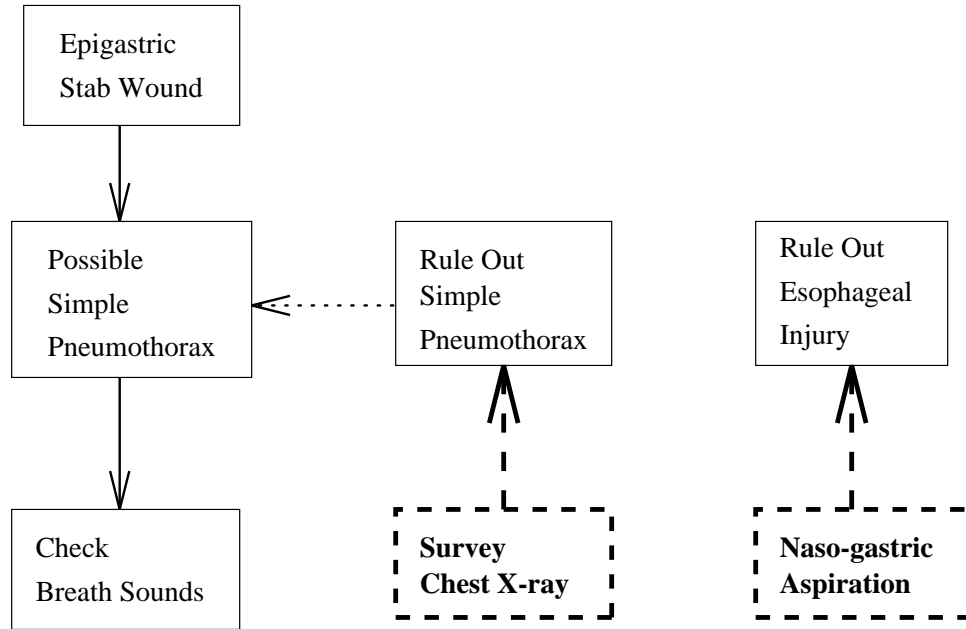 Epigastric
Stab Wound
Possible
Simple
Pneumothorax
Rule Out
Simple
Pneumothorax
Rule Out
Esophageal
Injury
Check
Breath Sounds
Survey
Chest X-ray
Naso-gastric
Aspiration